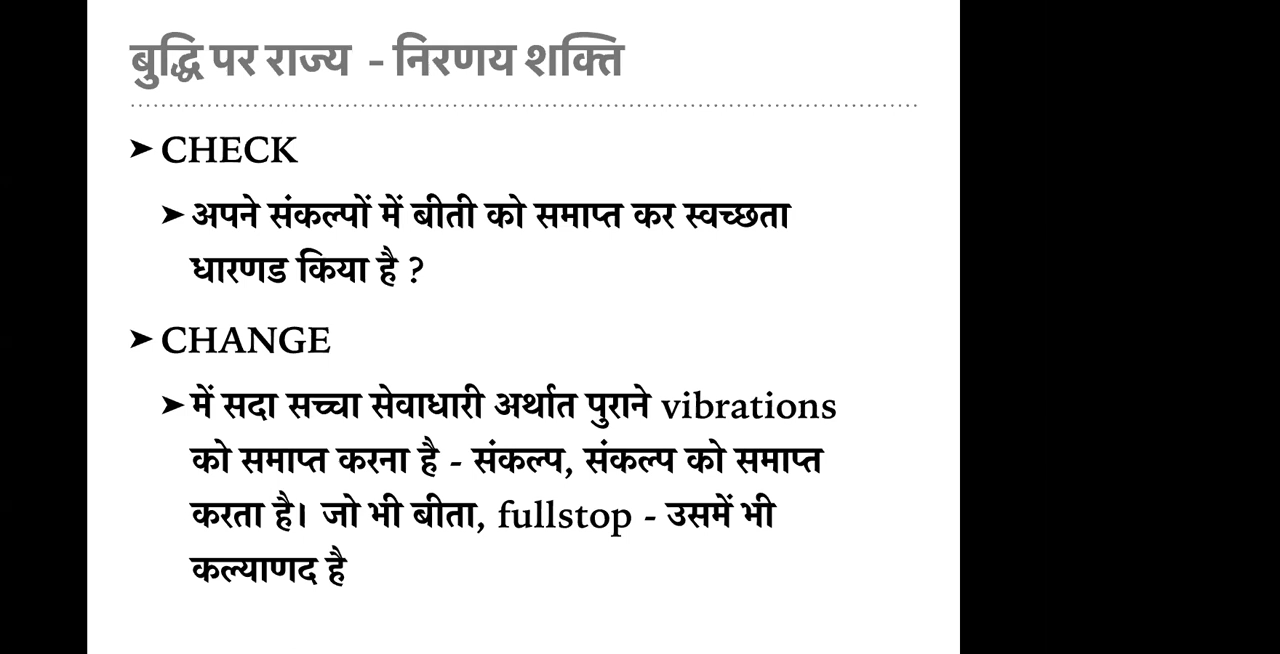 बुद्धि पर राज्य - निरणय शक्ति
➤ CHECK
➤ अपने संकल्पों में बीती को समाप्त कर स्वच्छता
धारणड किया है ?
➤ CHANGE
➤ में सदा सच्चा सेवाधारी अर्थात पुराने vibrations
को समाप्त करना है - संकल्प, संकल्प को समाप्त
करता है। जो भी बीता, fullstop - उसमें भी
कल्याणद है